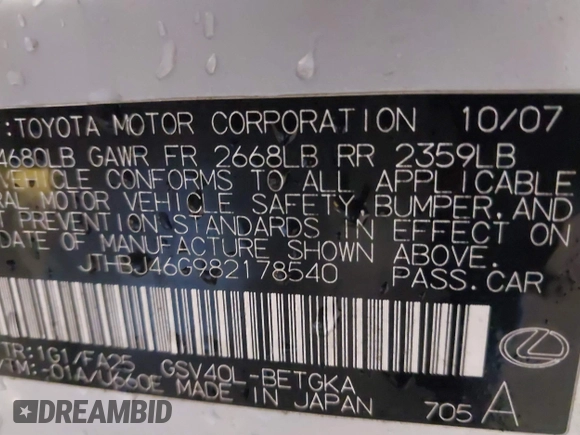 : TOYOTA MOTOR CORPORATION 10/07
4680LB GAWR FR 2668LB RR 2359LB
VEHICLE CONFORMS TO ALL APPLICABLE
RAL MOTOR VEHICLE SAFETY, BUMPER, AND
T PREVENTION STANDARDS IN EFFECT ON
DATE OF MANUFACTURE SHOWN ABOVE.
JTHBJ46G982178540 PASS.CAR
TR:1G1/FA25 GSV40L-BETGKA
TM:-01A/U660E MADE IN JAPAN 705 A
DREAMBID